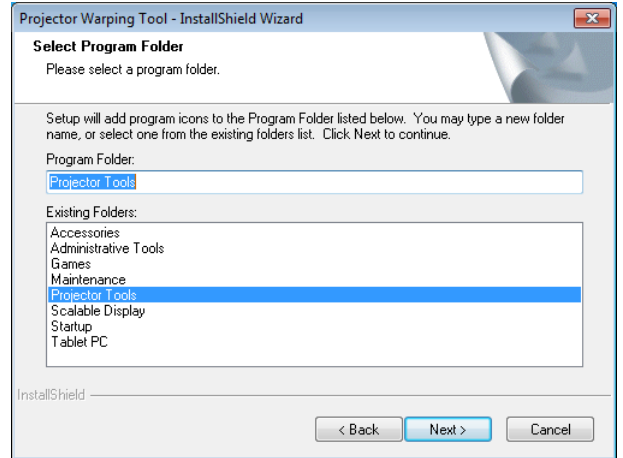 Projector Warping Tool - InstallShield Wizard
Select Program Folder
Please select a program folder.
Setup will add program icons to the Program Folder listed below.  You may type a new folder
name, or select one from the existing folders list.  Click Next to continue.
Program Folder:
Projector Tools
Existing Folders:
Accessories
Administrative Tools
Games
Maintenance
Projector Tools
Scalable Display
Startup
Tablet PC
InstallShield
< Back
Next >
Cancel